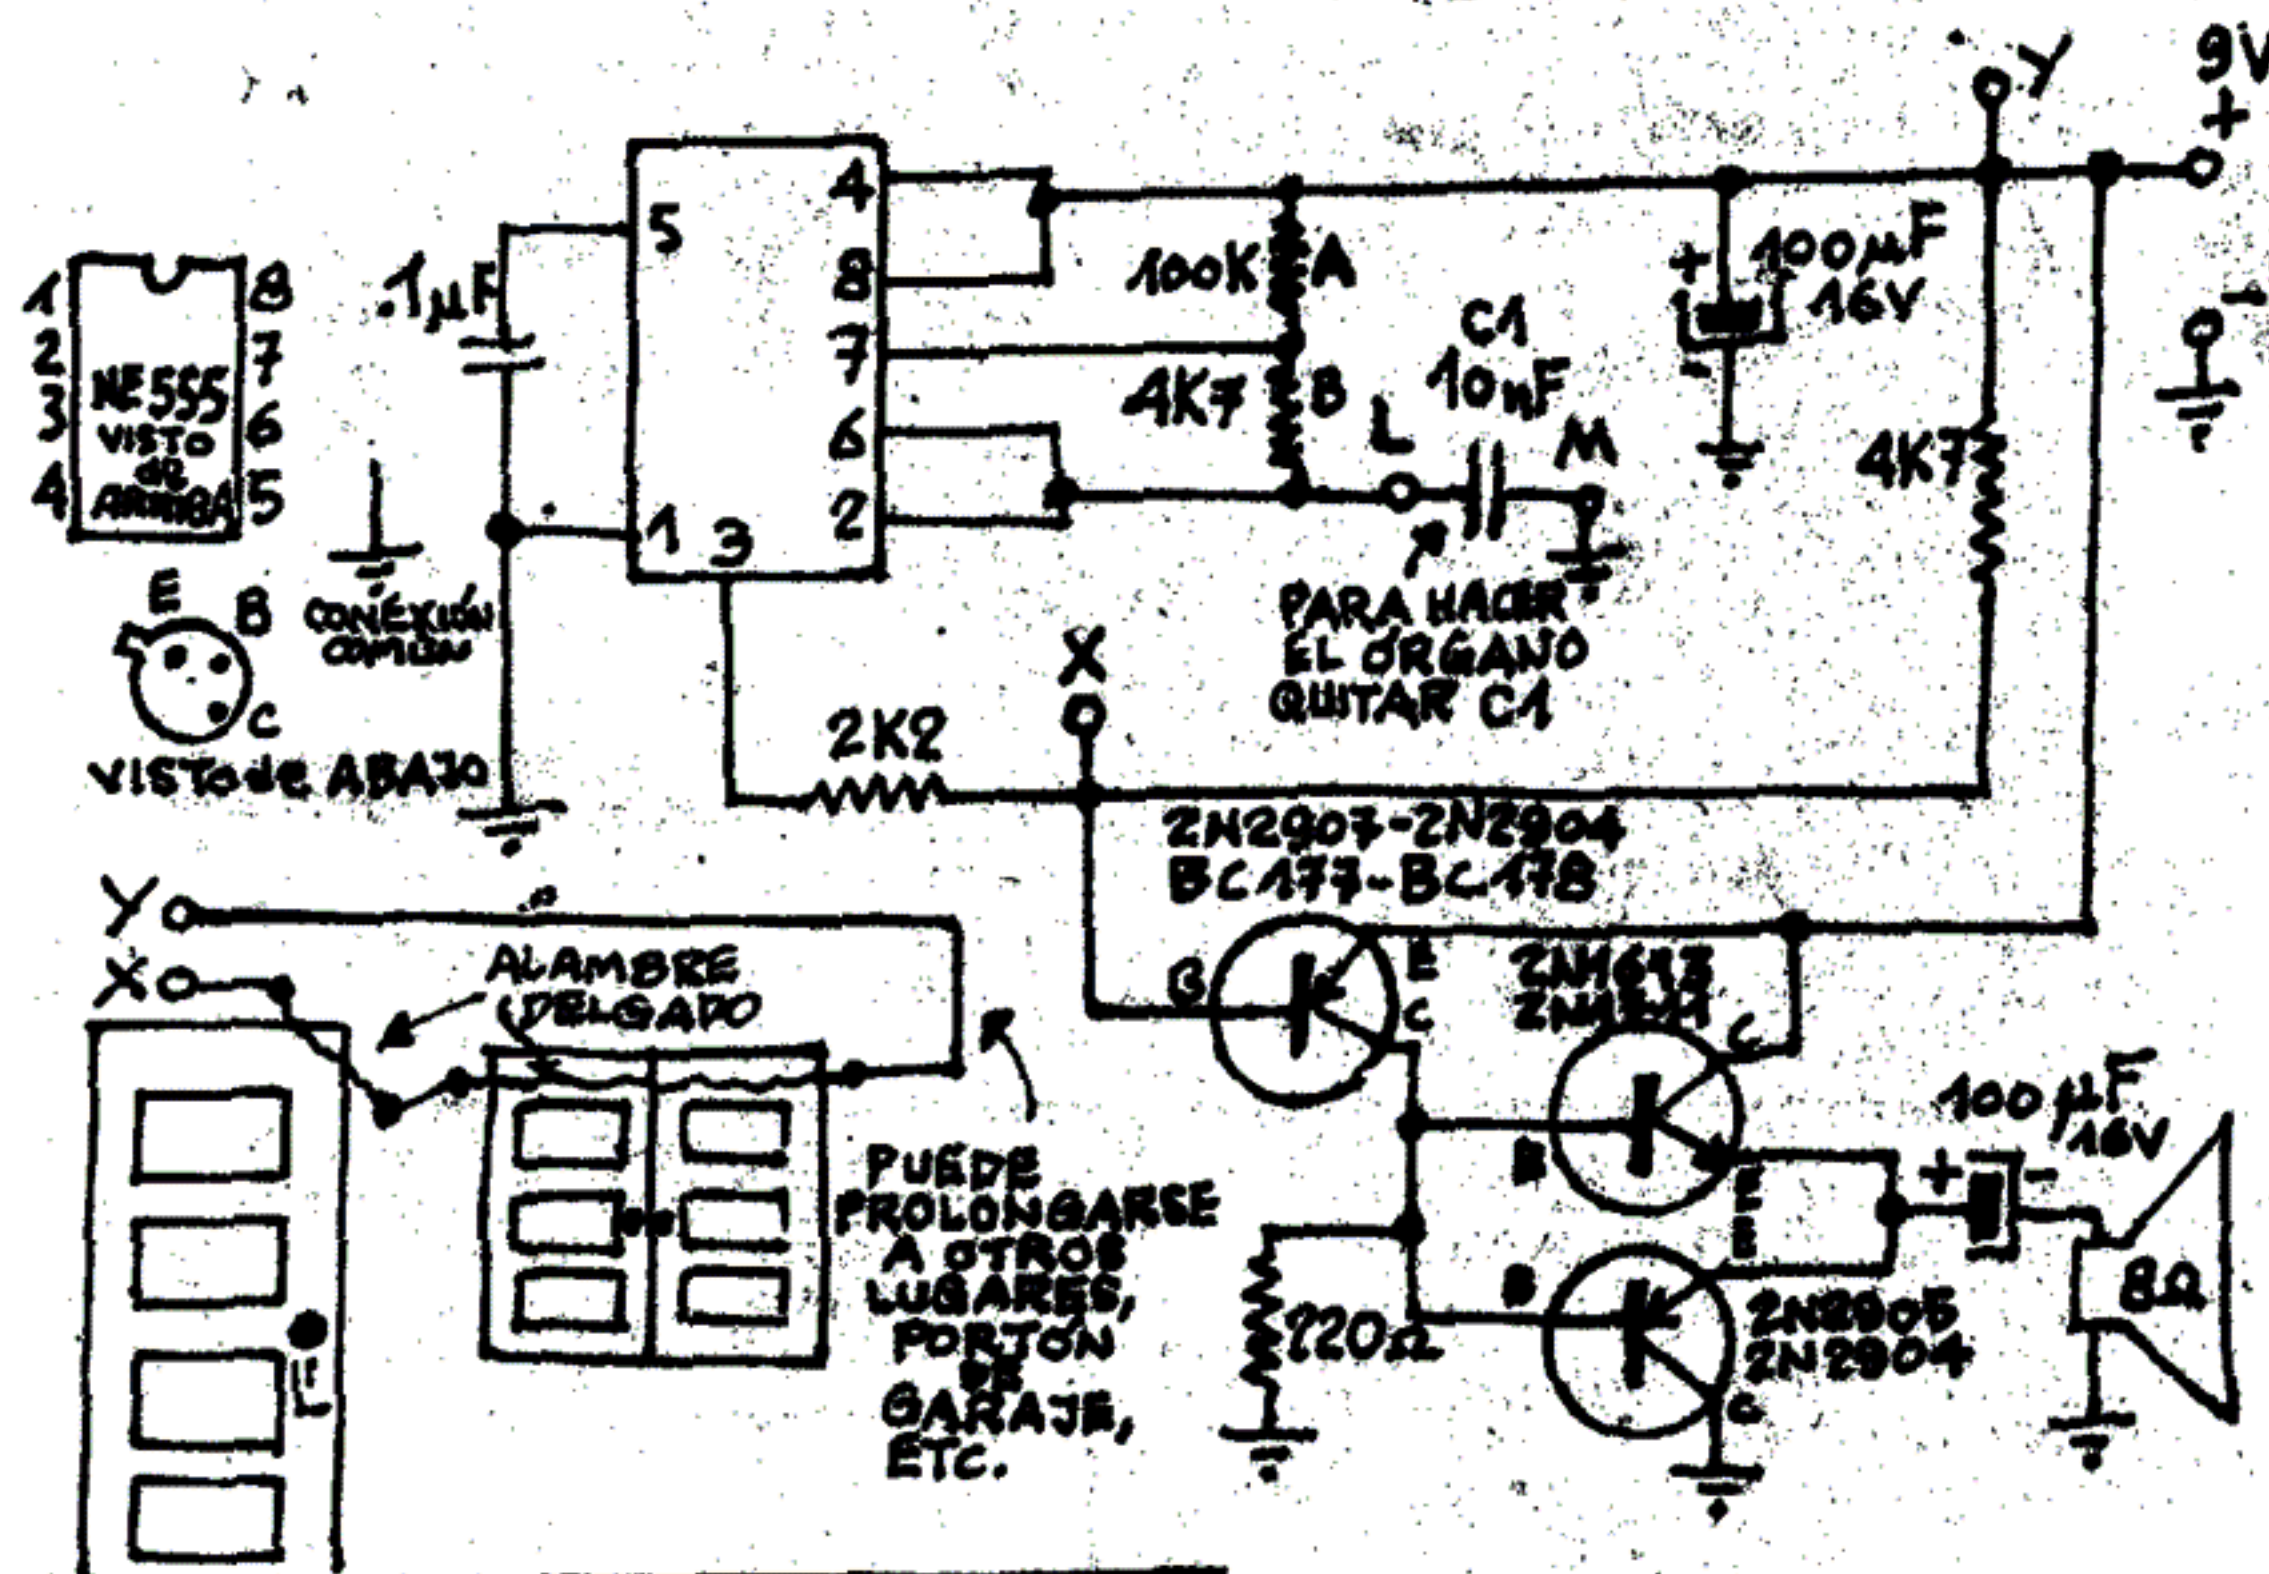 Y
9V
+
1
2
3
4
8
7
6
5
NE555
VISTO
de
ARRIBA
.1µF
5
4
8
7
6
2
1
3
100K
A
4K7
B
C1
10nF
L
M
+
100µF
16V
-
4K7
-
E
B
C
VISTO de ABAJO
CONEXIÓN
COMÚN
PARA HACER
EL ÓRGANO
QUITAR C1
X
2K2
2N2907-2N2904
BC177-BC178
B
E
C
C
B
E
E
B
C
2N2905
2N2904
220Ω
+
-
100µF
16V
8Ω
Y
X
ALAMBRE
DELGADO
PUEDE
PROLONGARSE
A OTROS
LUGARES,
PORTÓN
DE
GARAJE,
ETC.